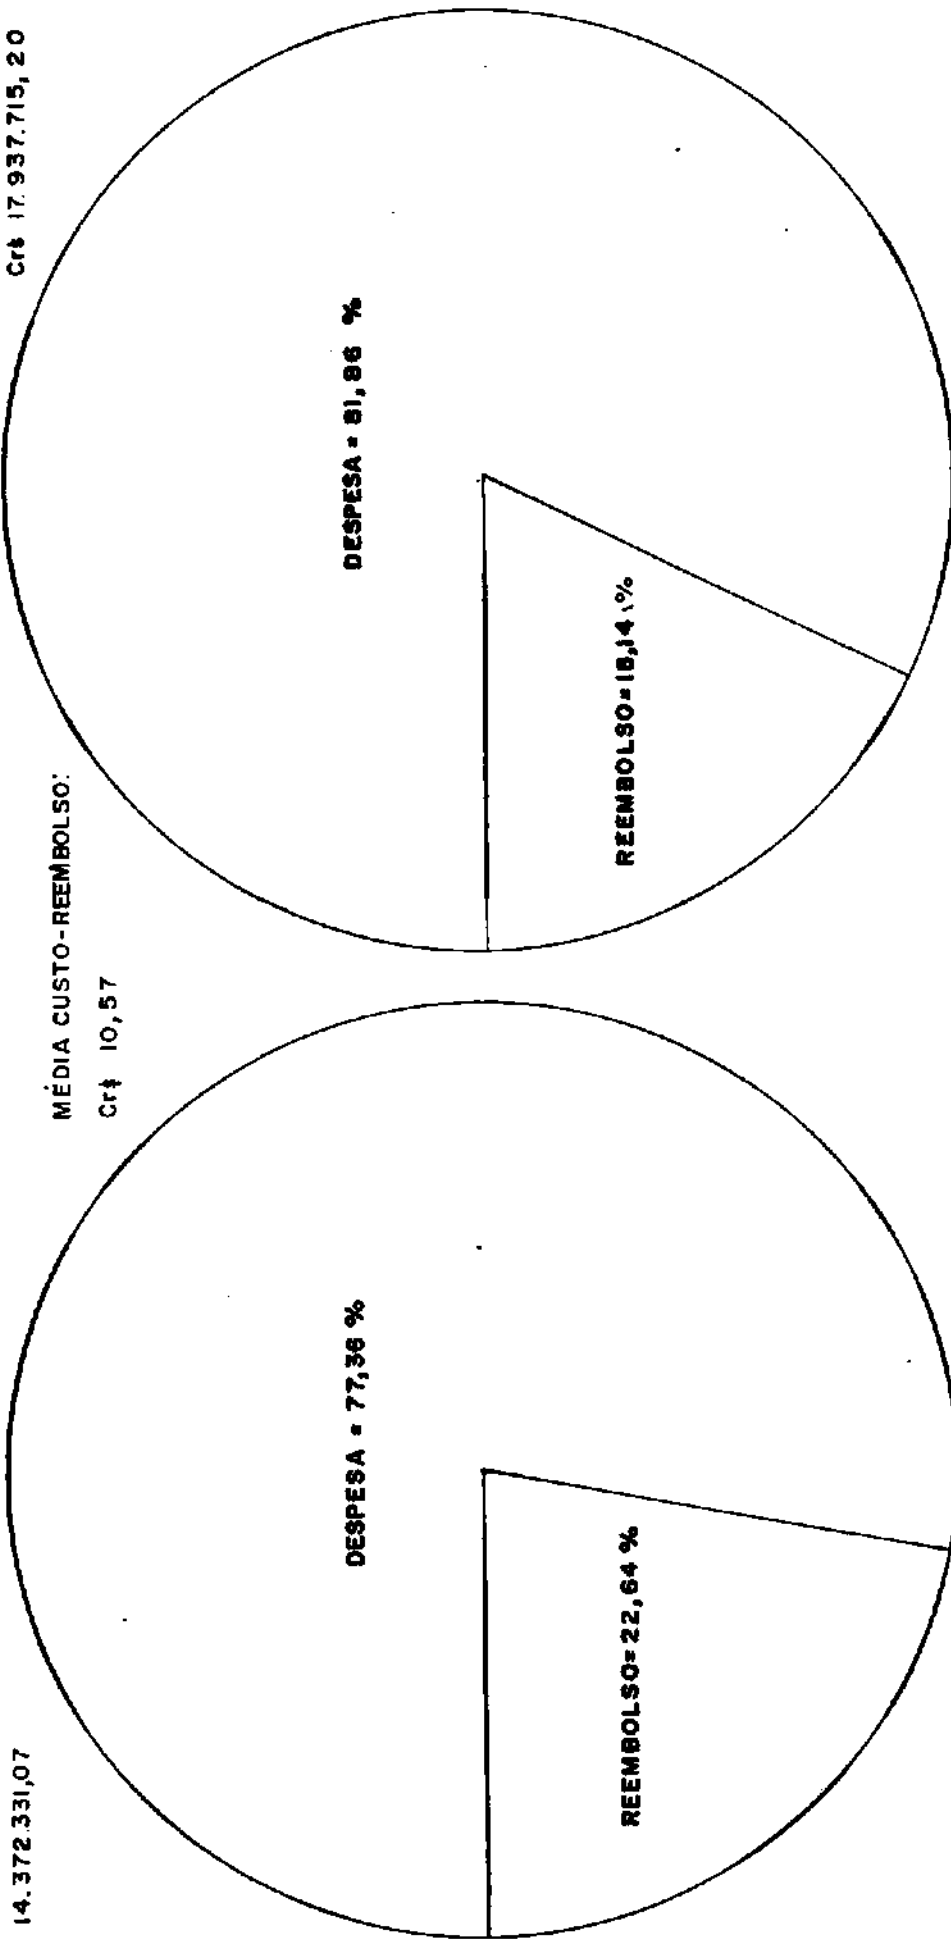 14.372.331,07
MÉDIA CUSTO-REEMBOLSO:
Cr$ 10,57
Cr$ 17.937.715,20
DESPESA = 77,36 %
REEMBOLSO=22,64 %
DESPESA = 81,86 %
REEMBOLSO=18,14 %